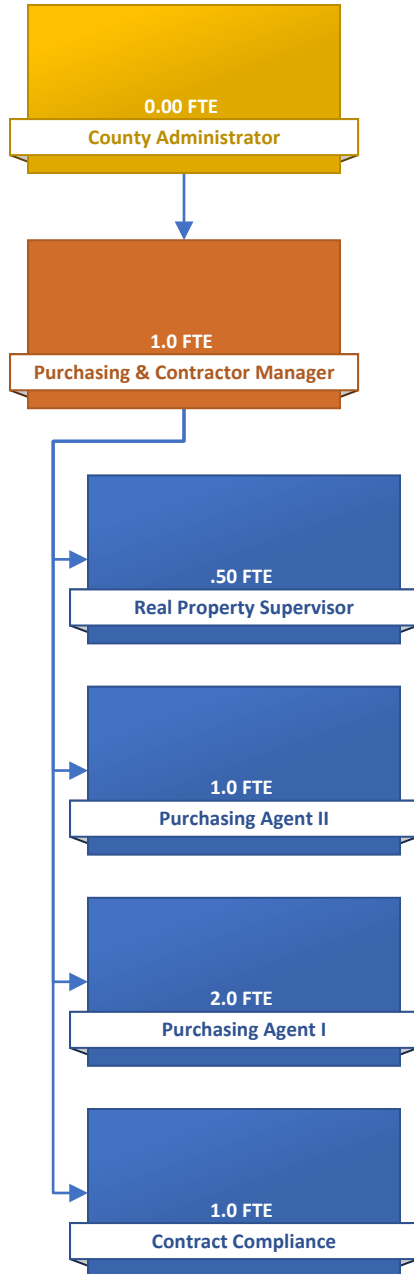 0.00 FTE
County Administrator
1.0 FTE
Purchasing & Contractor Manager
.50 FTE
Real Property Supervisor
1.0 FTE
Purchasing Agent II
2.0 FTE
Purchasing Agent I
1.0 FTE
Contract Compliance